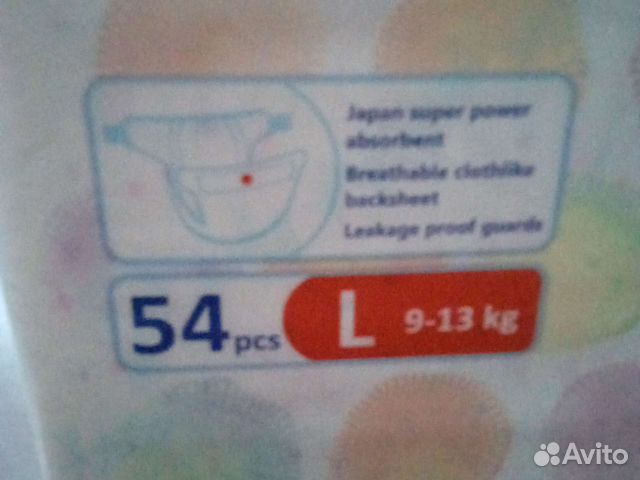 Japan super power
absorbent
Breathable clothlike
backsheet
Leakage proof guards
54 pcs L 9-13 kg
Avito